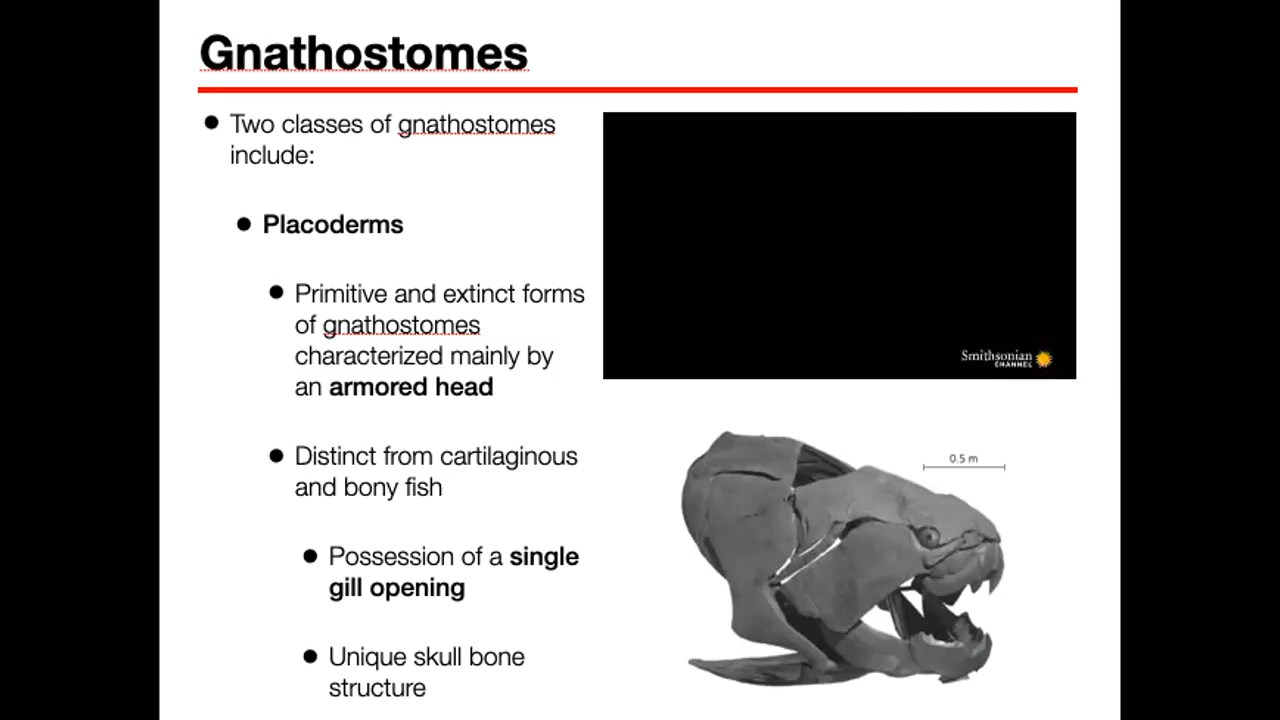 Gnathostomes
Two classes of gnathostomes
include:
Placoderms
Primitive and extinct forms
of gnathostomes
characterized mainly by
an armored head
Distinct from cartilaginous
and bony fish
Possession of a single
gill opening
Unique skull bone
structure
Smithsonian
CHANNEL
0.5 m